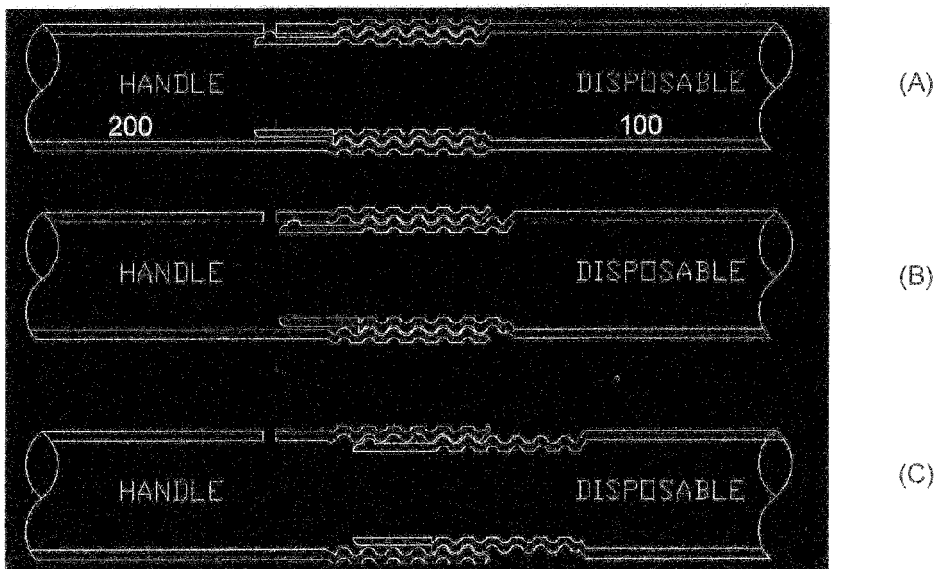 HANDLE DISPOSABLE (A)
200 100
HANDLE DISPOSABLE (B)
HANDLE DISPOSABLE (C)